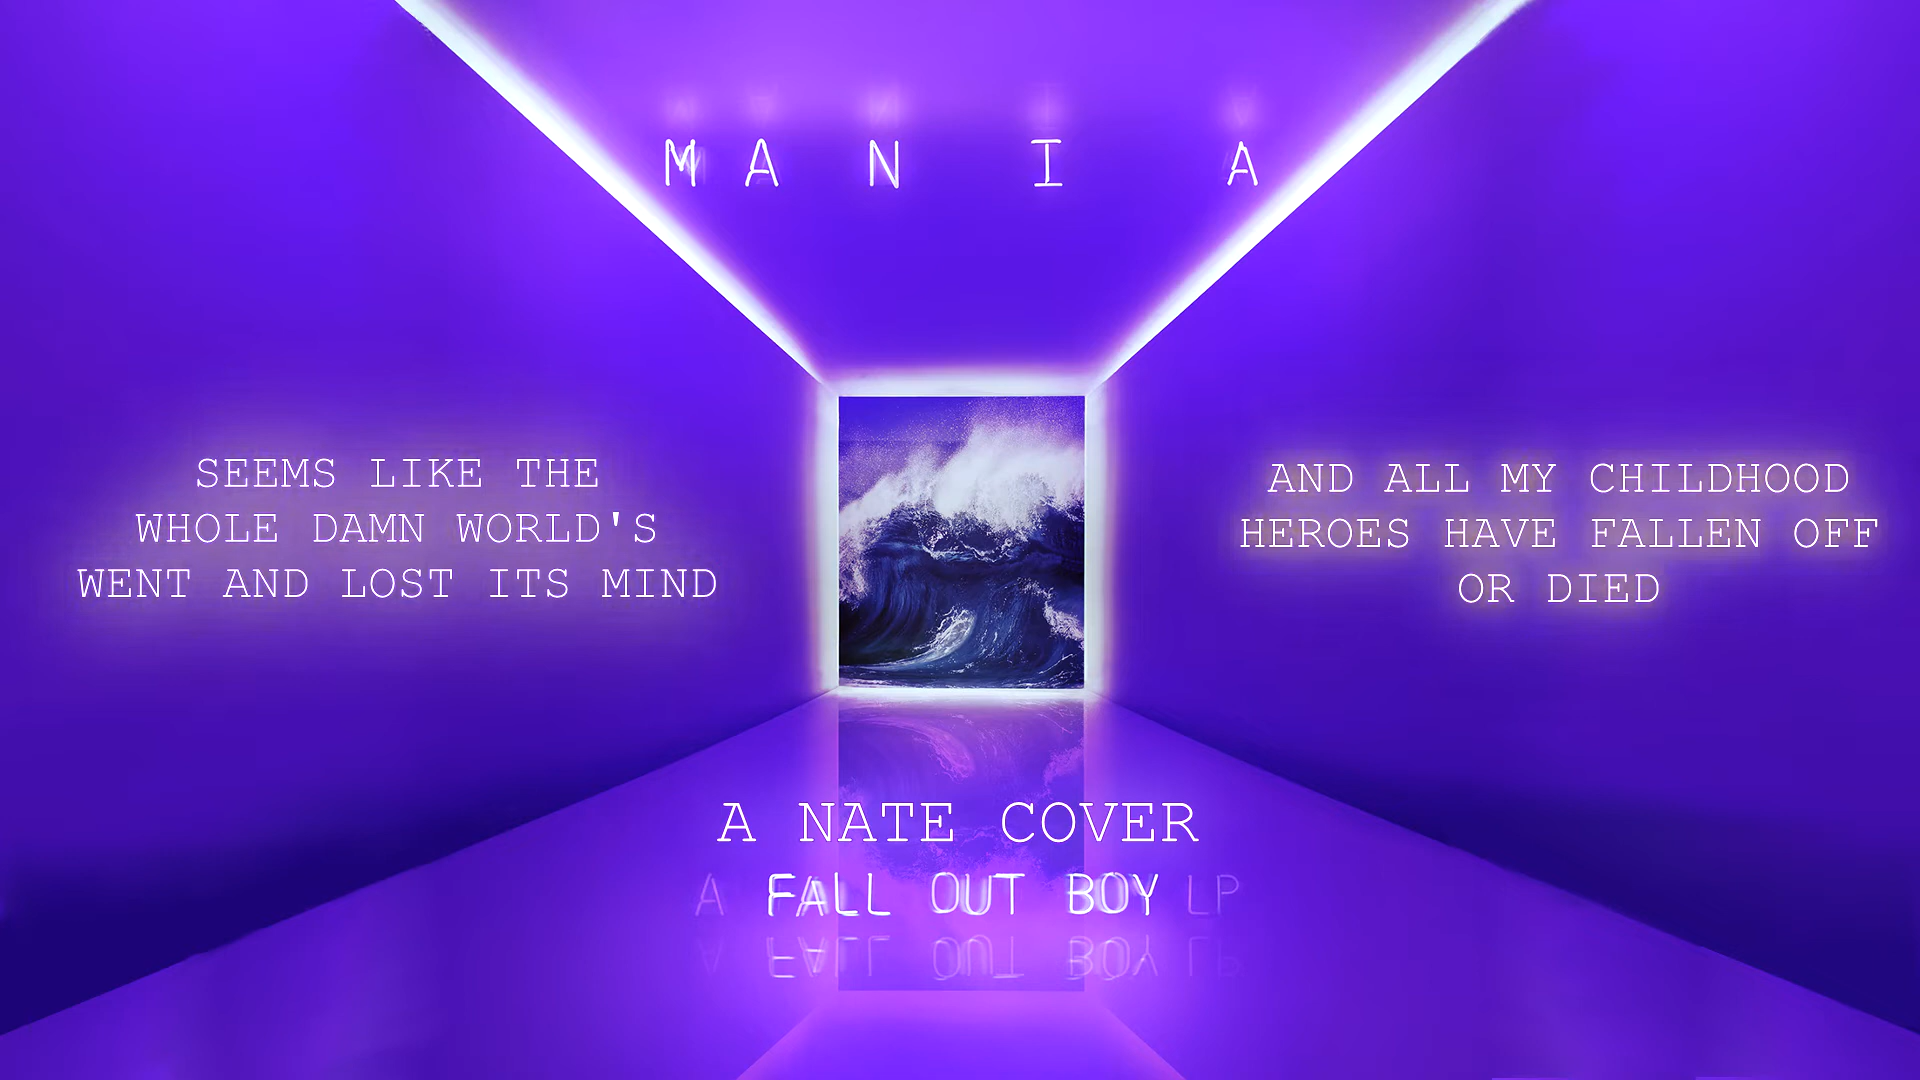 M A N I A
SEEMS LIKE THE
WHOLE DAMN WORLD'S
WENT AND LOST ITS MIND
AND ALL MY CHILDHOOD
HEROES HAVE FALLEN OFF
OR DIED
A NATE COVER
A FALL OUT BOY LP